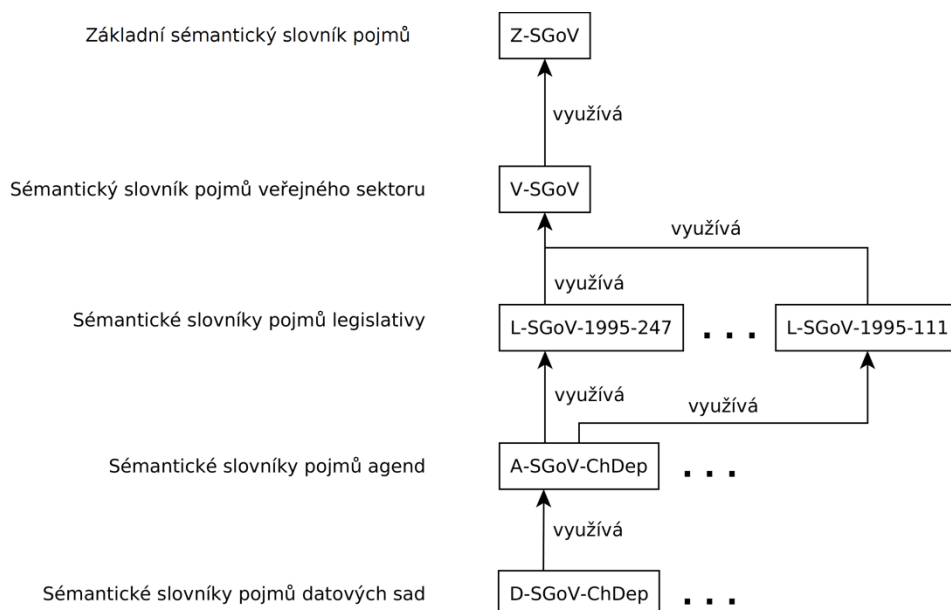 Základní sémantický slovník pojmů
Z-SGoV
využívá
Sémantický slovník pojmů veřejného sektoru
V-SGoV
využívá
využívá
Sémantické slovníky pojmů legislativy
L-SGoV-1995-247
. . .
L-SGoV-1995-111
využívá
využívá
Sémantické slovníky pojmů agend
A-SGoV-ChDep
. . .
využívá
Sémantické slovníky pojmů datových sad
D-SGoV-ChDep
. . .